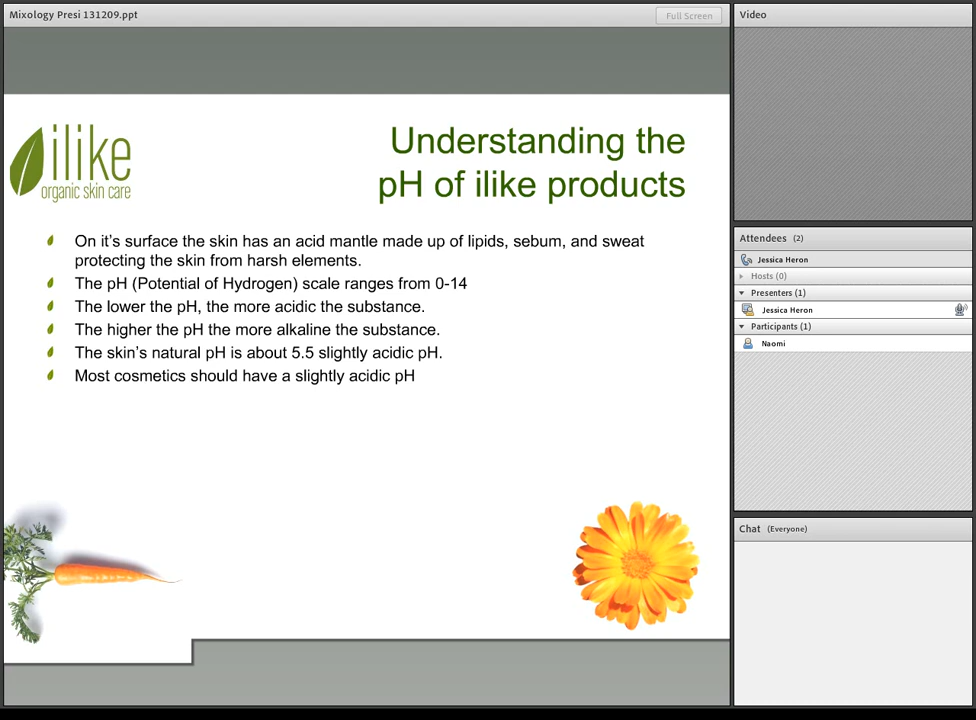 Mixology Presi 131209.ppt
Full Screen
ilike
organic skin care
Understanding the
pH of ilike products
On it's surface the skin has an acid mantle made up of lipids, sebum, and sweat
protecting the skin from harsh elements.
The pH (Potential of Hydrogen) scale ranges from 0-14
The lower the pH, the more acidic the substance.
The higher the pH the more alkaline the substance.
The skin's natural pH is about 5.5 slightly acidic pH.
Most cosmetics should have a slightly acidic pH
Video
Attendees (2)
Jessica Heron
Hosts (0)
Presenters (1)
Jessica Heron
Participants (1)
Naomi
Chat (Everyone)